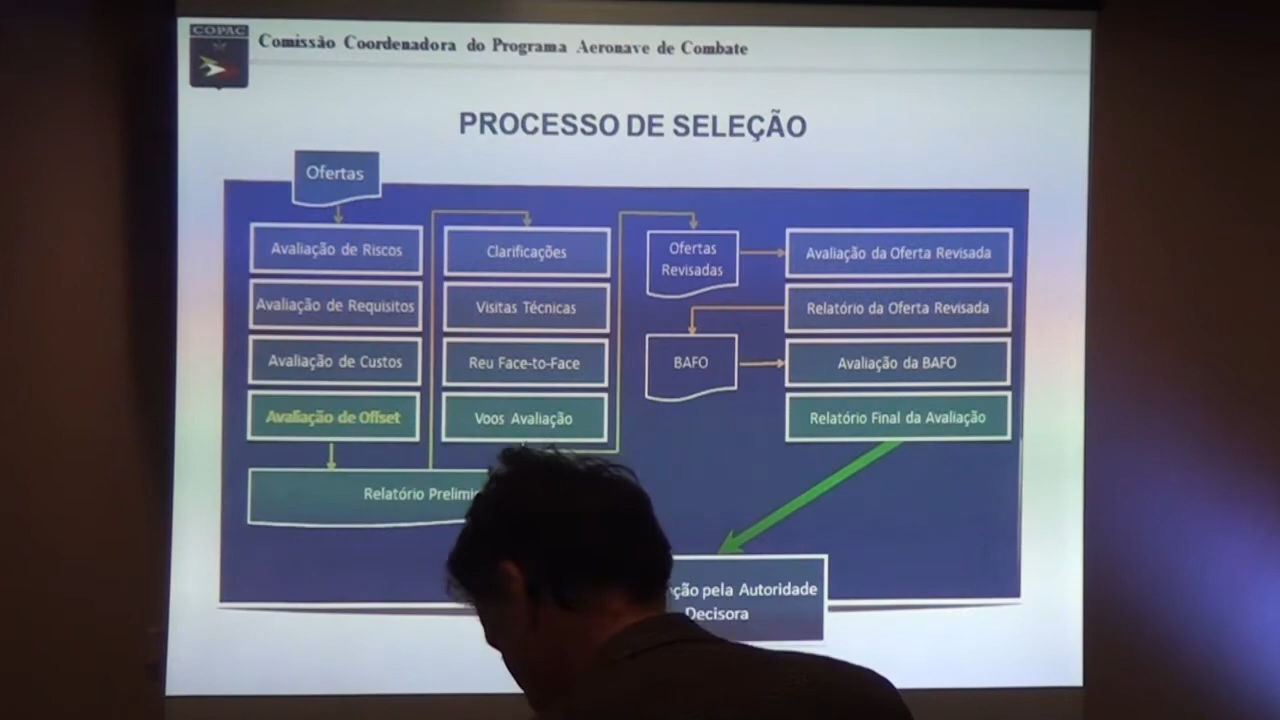 COPAC
Comissão Coordenadora do Programa Aeronave de Combate
PROCESSO DE SELEÇÃO
Ofertas
Avaliação de Riscos
Avaliação de Requisitos
Avaliação de Custos
Avaliação de Offset
Relatório
Clarificações
Visitas Técnicas
Reu Face-to-Face
Voos Avaliação
Ofertas
Revisadas
BAFO
Avaliação da Oferta Revisada
Relatório da Oferta Revisada
Avaliação da BAFO
Relatório Final da Avaliação
pela Autoridade
Decisora